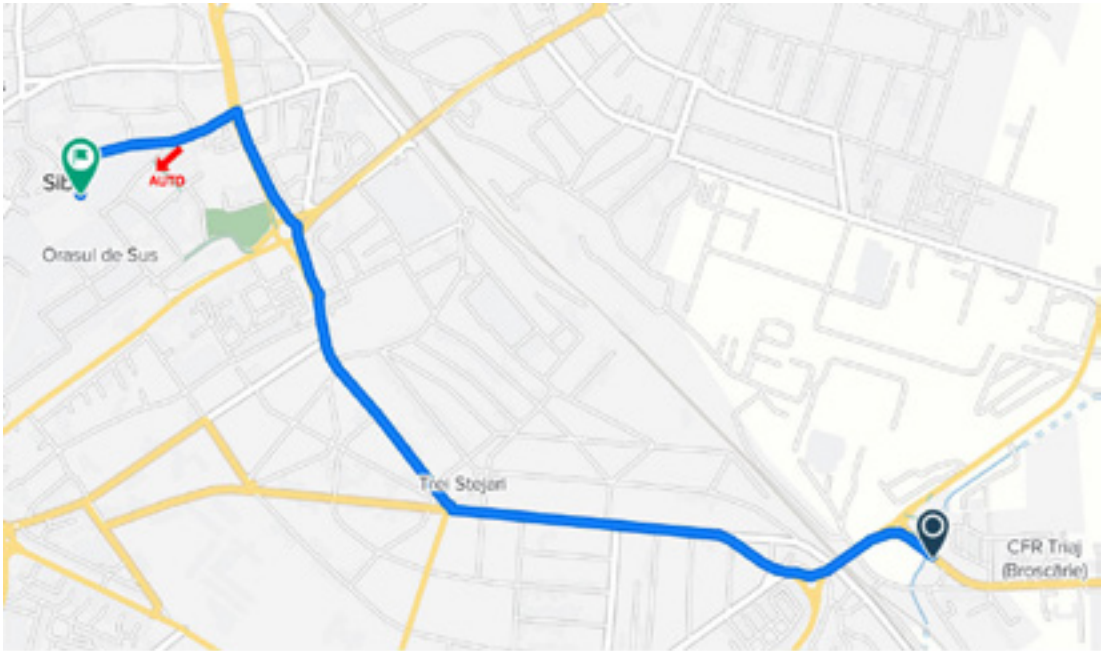 Sib
AUTO
Orasul de Sus
Trei Stejari
CFR Triaj
(Broscărie)